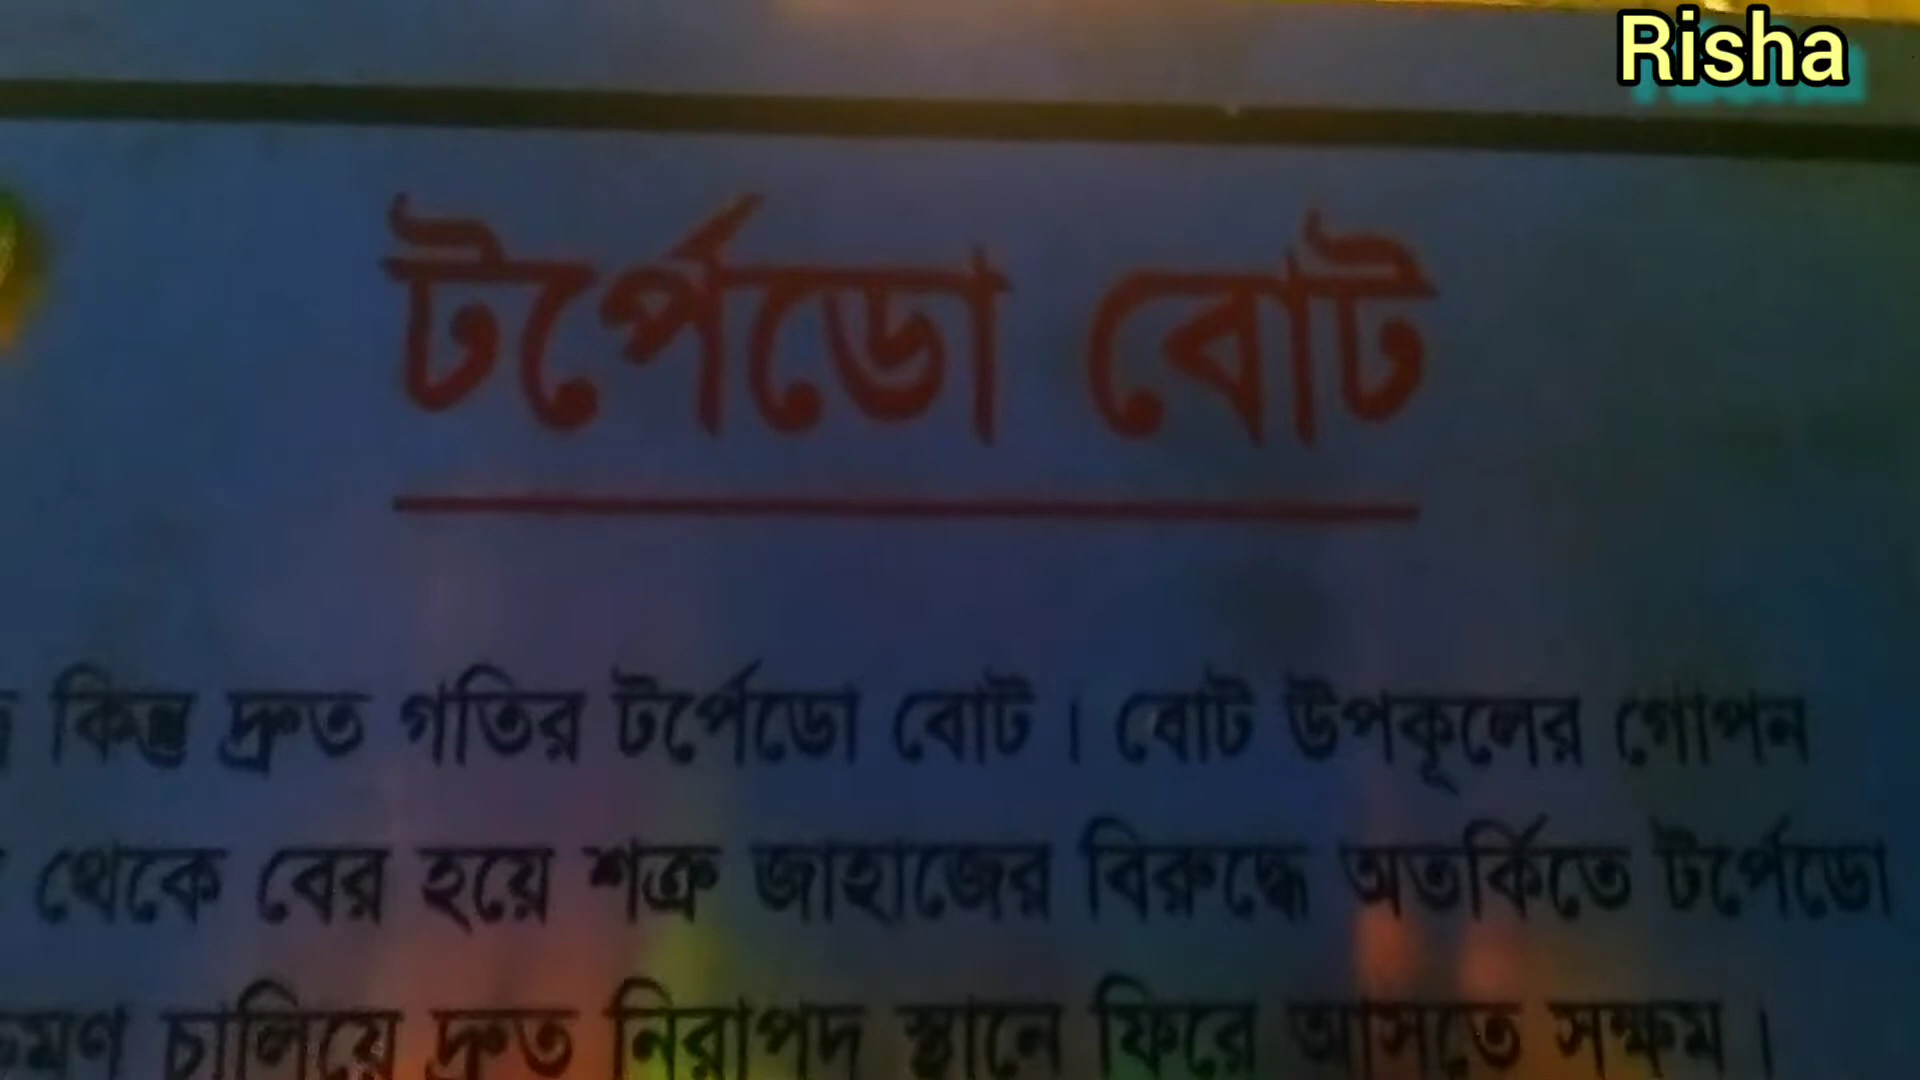 Risha
টর্পেডো বোট
কিন্তু দ্রুত গতির টর্পেডো বোট । বোট উপকূলের গোপন
থেকে বের হয়ে শত্রু জাহাজের বিরুদ্ধে অতর্কিতে টর্পেডো
চালিয়ে দ্রুত নিরাপদ স্থানে ফিরে আসতে সক্ষম ।